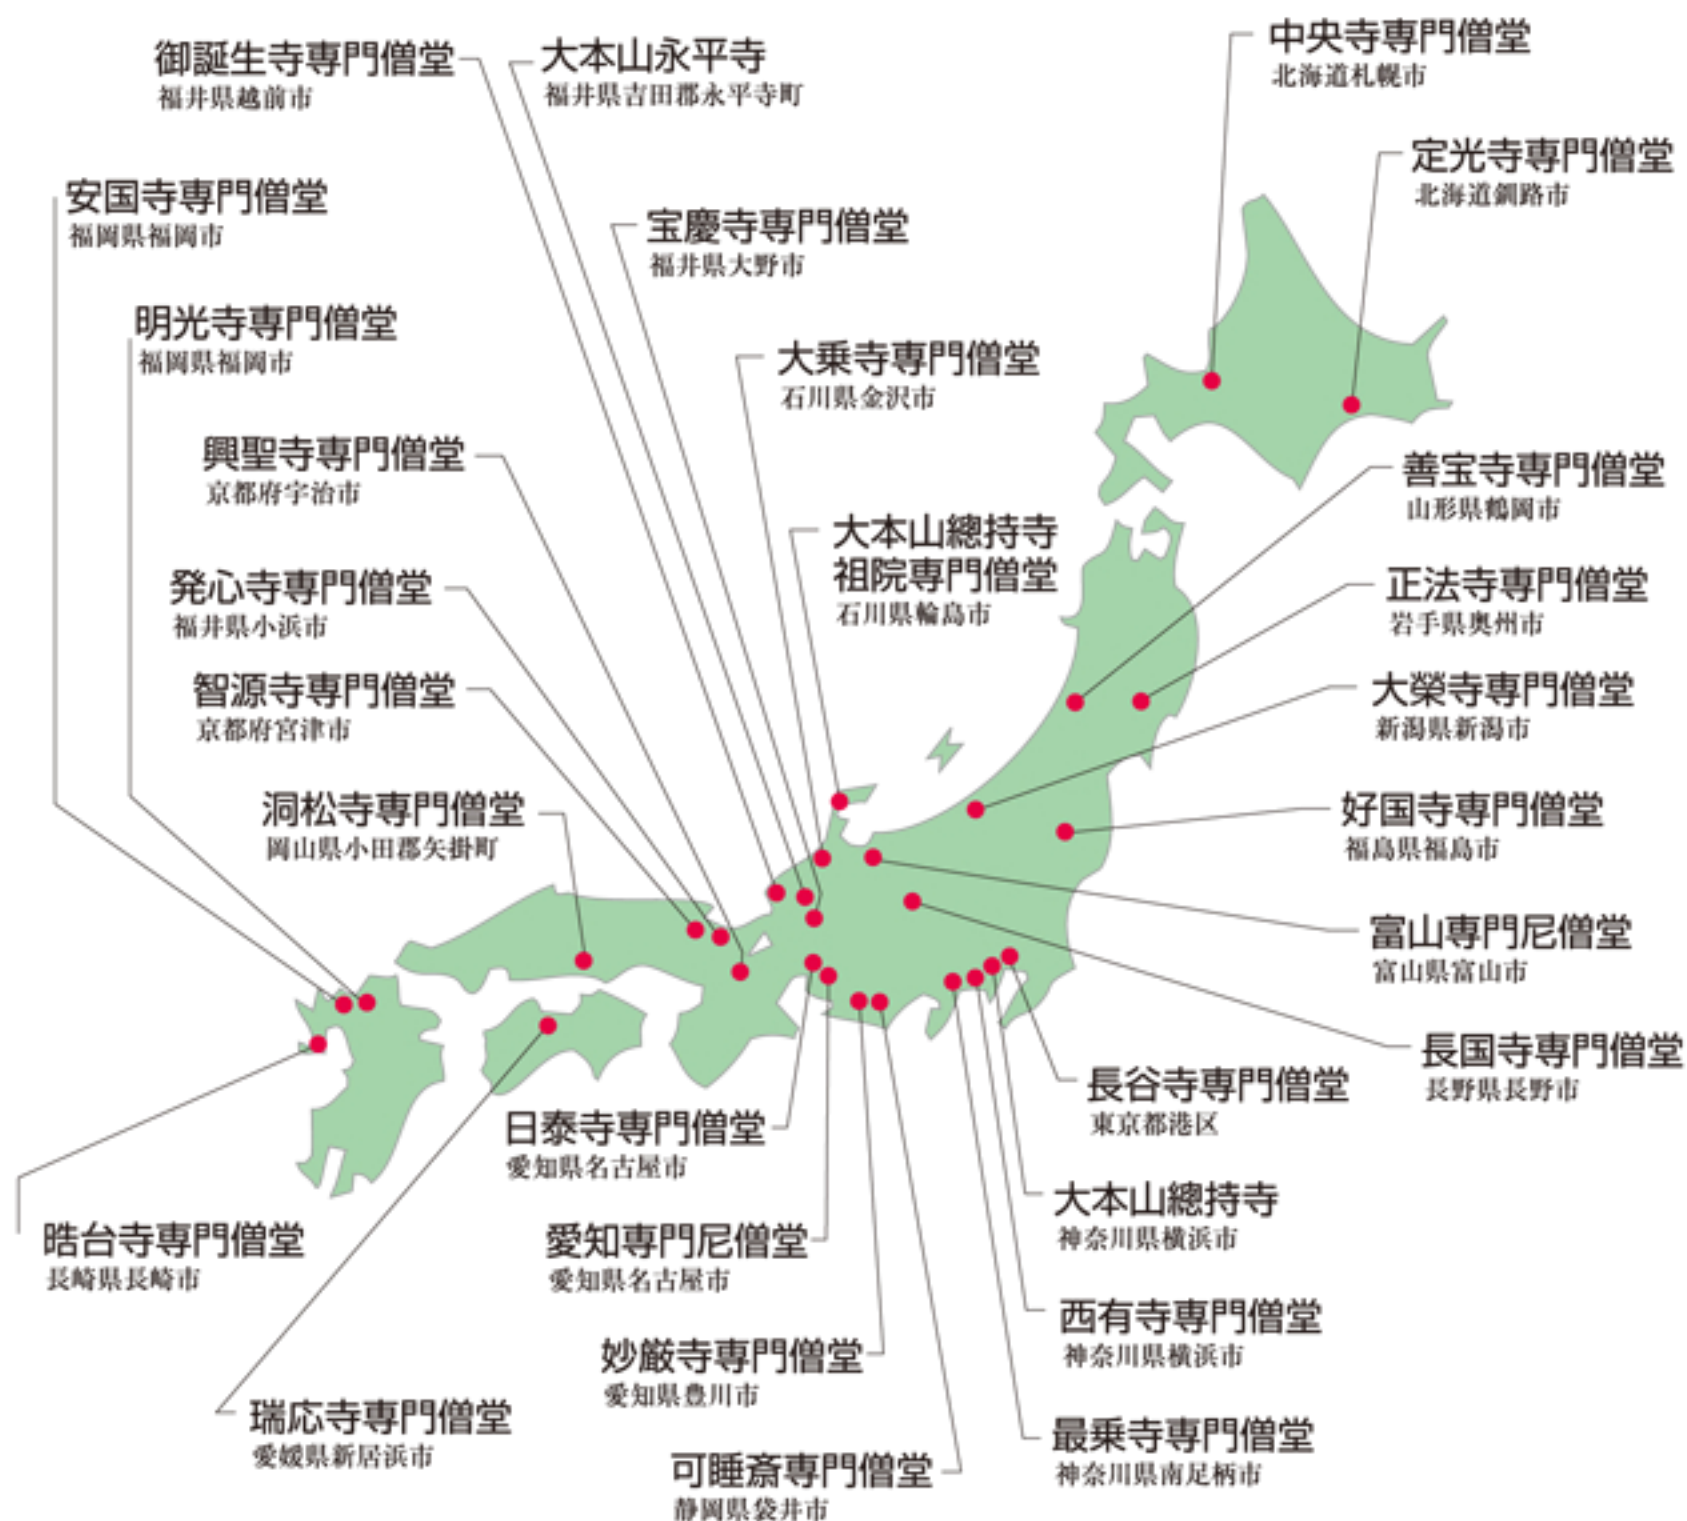 御誕生寺専門僧堂
福井県越前市
大本山永平寺
福井県吉田郡永平寺町
中央寺専門僧堂
北海道札幌市
定光寺専門僧堂
北海道釧路市
安国寺専門僧堂
福岡県福岡市
宝慶寺専門僧堂
福井県大野市
明光寺専門僧堂
福岡県福岡市
大乗寺専門僧堂
石川県金沢市
興聖寺専門僧堂
京都府宇治市
善宝寺専門僧堂
山形県鶴岡市
大本山總持寺
祖院専門僧堂
石川県輪島市
発心寺専門僧堂
福井県小浜市
正法寺専門僧堂
岩手県奥州市
智源寺専門僧堂
京都府宮津市
大榮寺専門僧堂
新潟県新潟市
洞松寺専門僧堂
岡山県小田郡矢掛町
好国寺専門僧堂
福島県福島市
富山専門尼僧堂
富山県富山市
長国寺専門僧堂
長野県長野市
長谷寺専門僧堂
東京都港区
日泰寺専門僧堂
愛知県名古屋市
大本山總持寺
神奈川県横浜市
晧台寺専門僧堂
長崎県長崎市
愛知専門尼僧堂
愛知県名古屋市
西有寺専門僧堂
神奈川県横浜市
妙厳寺専門僧堂
愛知県豊川市
瑞応寺専門僧堂
愛媛県新居浜市
最乗寺専門僧堂
神奈川県南足柄市
可睡斎専門僧堂
静岡県袋井市